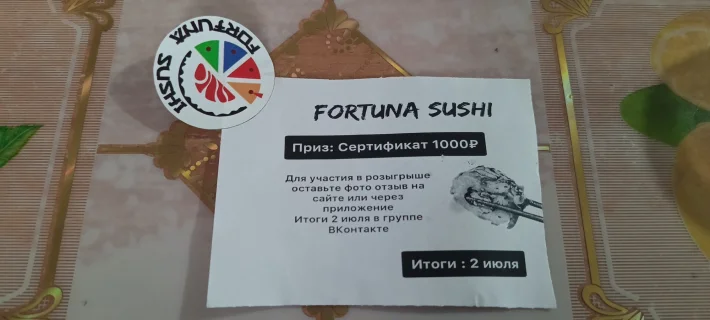 FORTUNA
SUSHI
FORTUNA SUSHI
Приз: Сертификат 1000₽
Для участия в розыгрыше
оставьте фото отзыв на
сайте или через
приложение
Итоги 2 июля в группе
ВКонтакте
Итоги : 2 июля